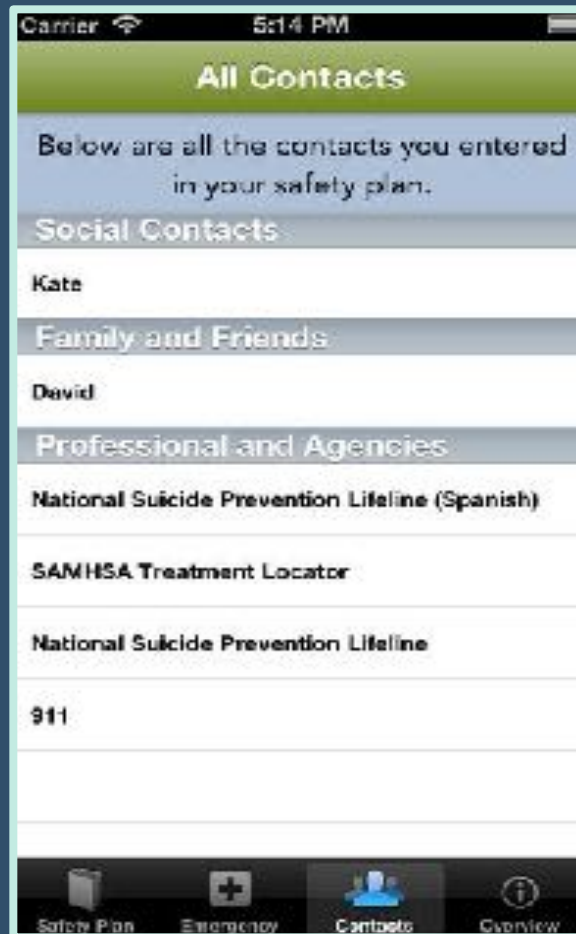 Carrier 5:14 PM
All Contacts
Below are all the contacts you entered
in your safety plan.
Social Contacts
Kate
Family and Friends
David
Professional and Agencies
National Suicide Prevention Lifeline (Spanish)
SAMHSA Treatment Locator
National Suicide Prevention Lifeline
911
Safety Plan Emergency Contacts Overview